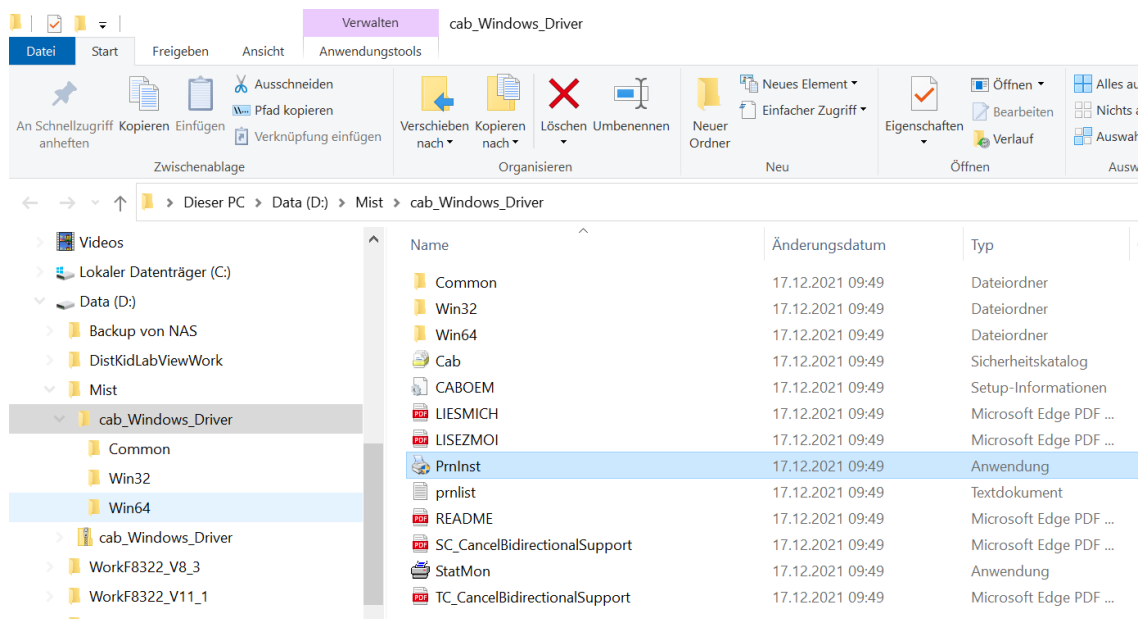 Verwalten cab_Windows_Driver
Datei Start Freigeben Ansicht Anwendungstools
An Schnellzugriff anheften
Kopieren
Einfügen
Ausschneiden
Pfad kopieren
Verknüpfung einfügen
Zwischenablage
Verschieben nach
Kopieren nach
Löschen
Umbenennen
Organisieren
Neuer Ordner
Neues Element
Einfacher Zugriff
Neu
Eigenschaften
Öffnen
Bearbeiten
Verlauf
Öffnen
Alles au
Nichts a
Auswah
Ausw
Dieser PC > Data (D:) > Mist > cab_Windows_Driver
Videos
Lokaler Datenträger (C:)
Data (D:)
Backup von NAS
DistKidLabViewWork
Mist
cab_Windows_Driver
Common
Win32
Win64
cab_Windows_Driver
WorkF8322_V8_3
WorkF8322_V11_1
Name Änderungsdatum Typ
Common 17.12.2021 09:49 Dateiordner
Win32 17.12.2021 09:49 Dateiordner
Win64 17.12.2021 09:49 Dateiordner
Cab 17.12.2021 09:49 Sicherheitskatalog
CABOEM 17.12.2021 09:49 Setup-Informationen
PDF LIESMICH 17.12.2021 09:49 Microsoft Edge PDF ...
PDF LISEZMOI 17.12.2021 09:49 Microsoft Edge PDF ...
PrnInst 17.12.2021 09:49 Anwendung
prnlist 17.12.2021 09:49 Textdokument
PDF README 17.12.2021 09:49 Microsoft Edge PDF ...
PDF SC_CancelBidirectionalSupport 17.12.2021 09:49 Microsoft Edge PDF ...
StatMon 17.12.2021 09:49 Anwendung
PDF TC_CancelBidirectionalSupport 17.12.2021 09:49 Microsoft Edge PDF ...